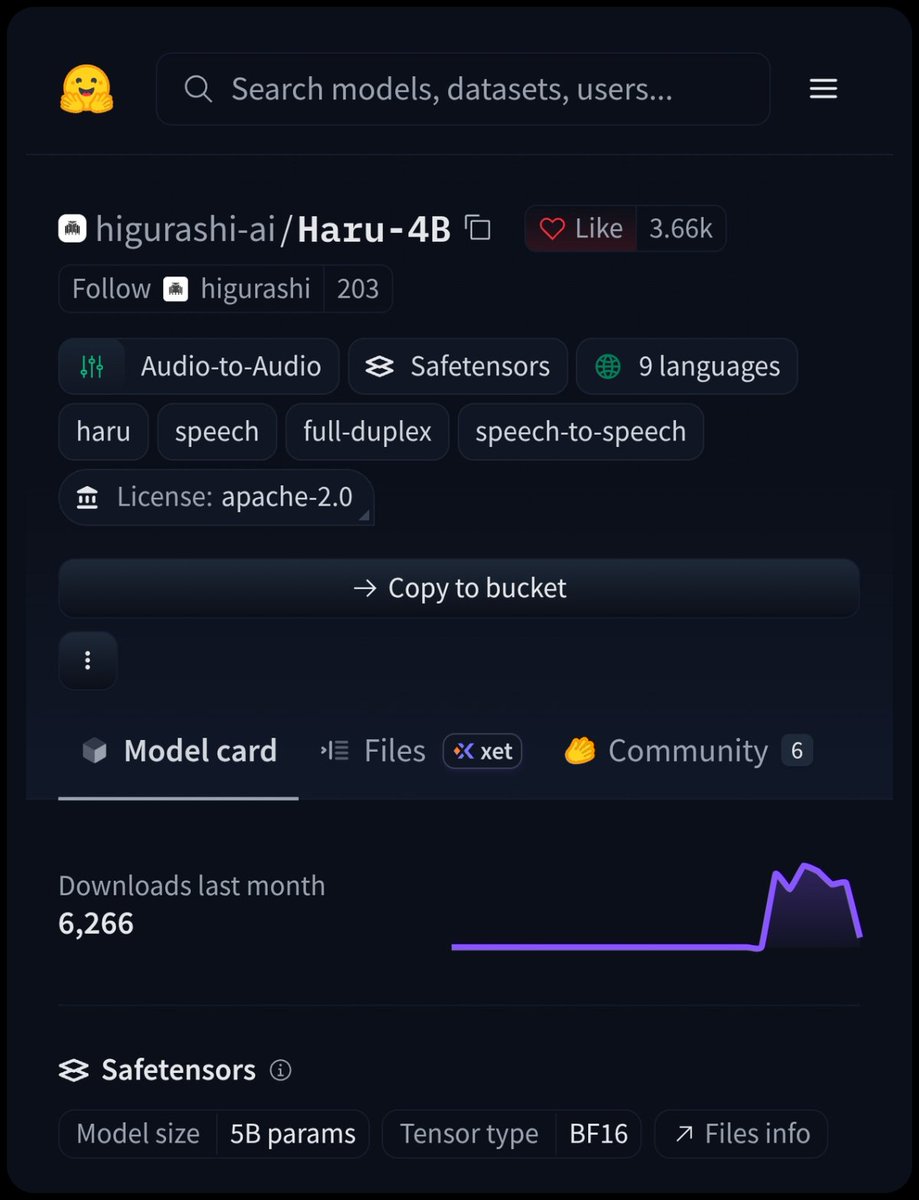 Search models, datasets, users...
higurashi-ai/Haru-4B Like 3.66k
Follow higurashi 203
Audio-to-Audio Safetensors 9 languages
haru speech full-duplex speech-to-speech
License: apache-2.0
→ Copy to bucket
Model card Files xet Community 6
Downloads last month
6,266
Safetensors
Model size 5B params Tensor type BF16 ↗ Files info